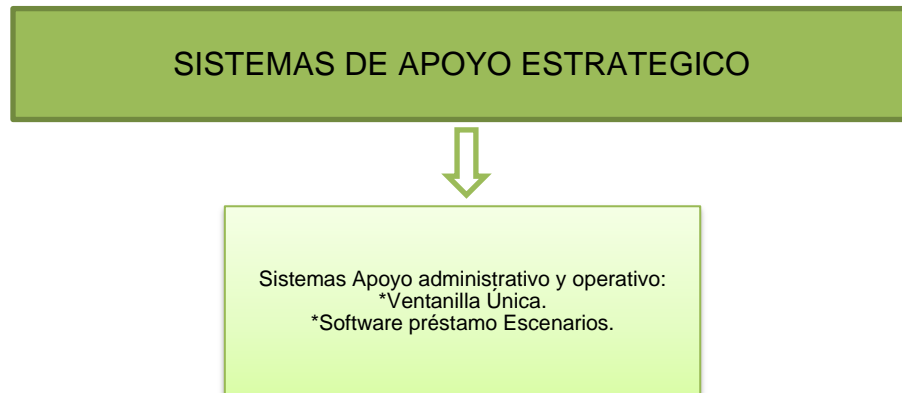 SISTEMAS DE APOYO ESTRATEGICO
Sistemas Apoyo administrativo y operativo:
*Ventanilla Única.
*Software préstamo Escenarios.